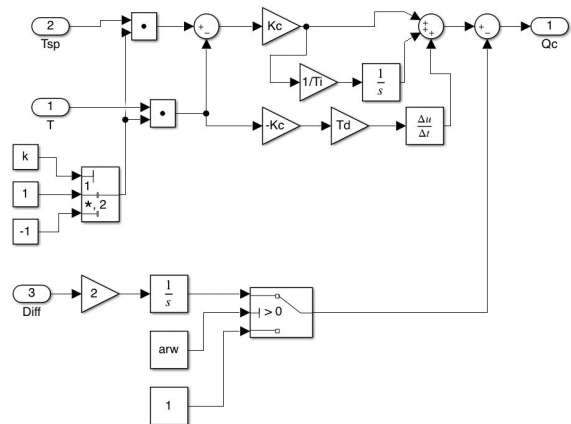 2
Tsp
Kc
1
Qc
1/Ti
1
s
1
T
-Kc
Td
Δu
Δt
k
1
1
*, 2
-1
3
Diff
2
1
s
> 0
arw
1